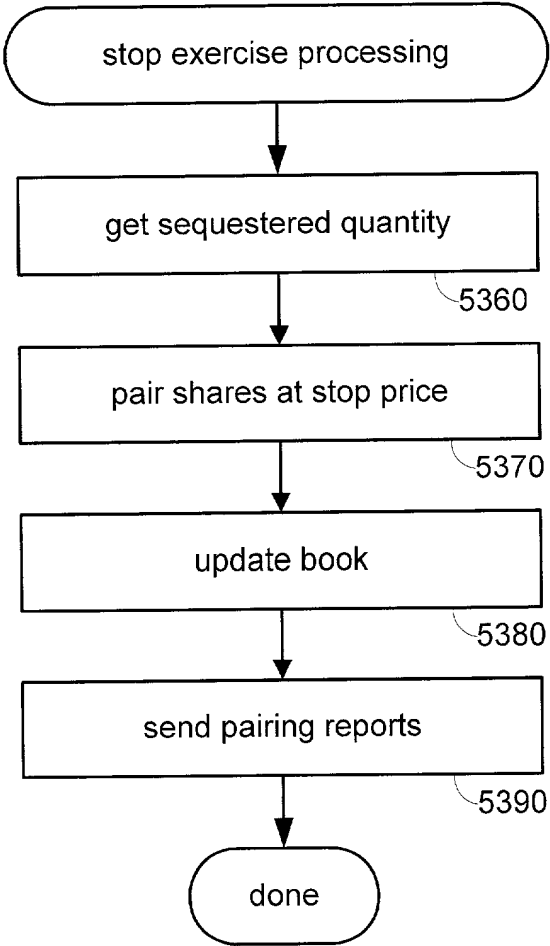 stop exercise processing
get sequestered quantity
5360
pair shares at stop price
5370
update book
5380
send pairing reports
5390
done